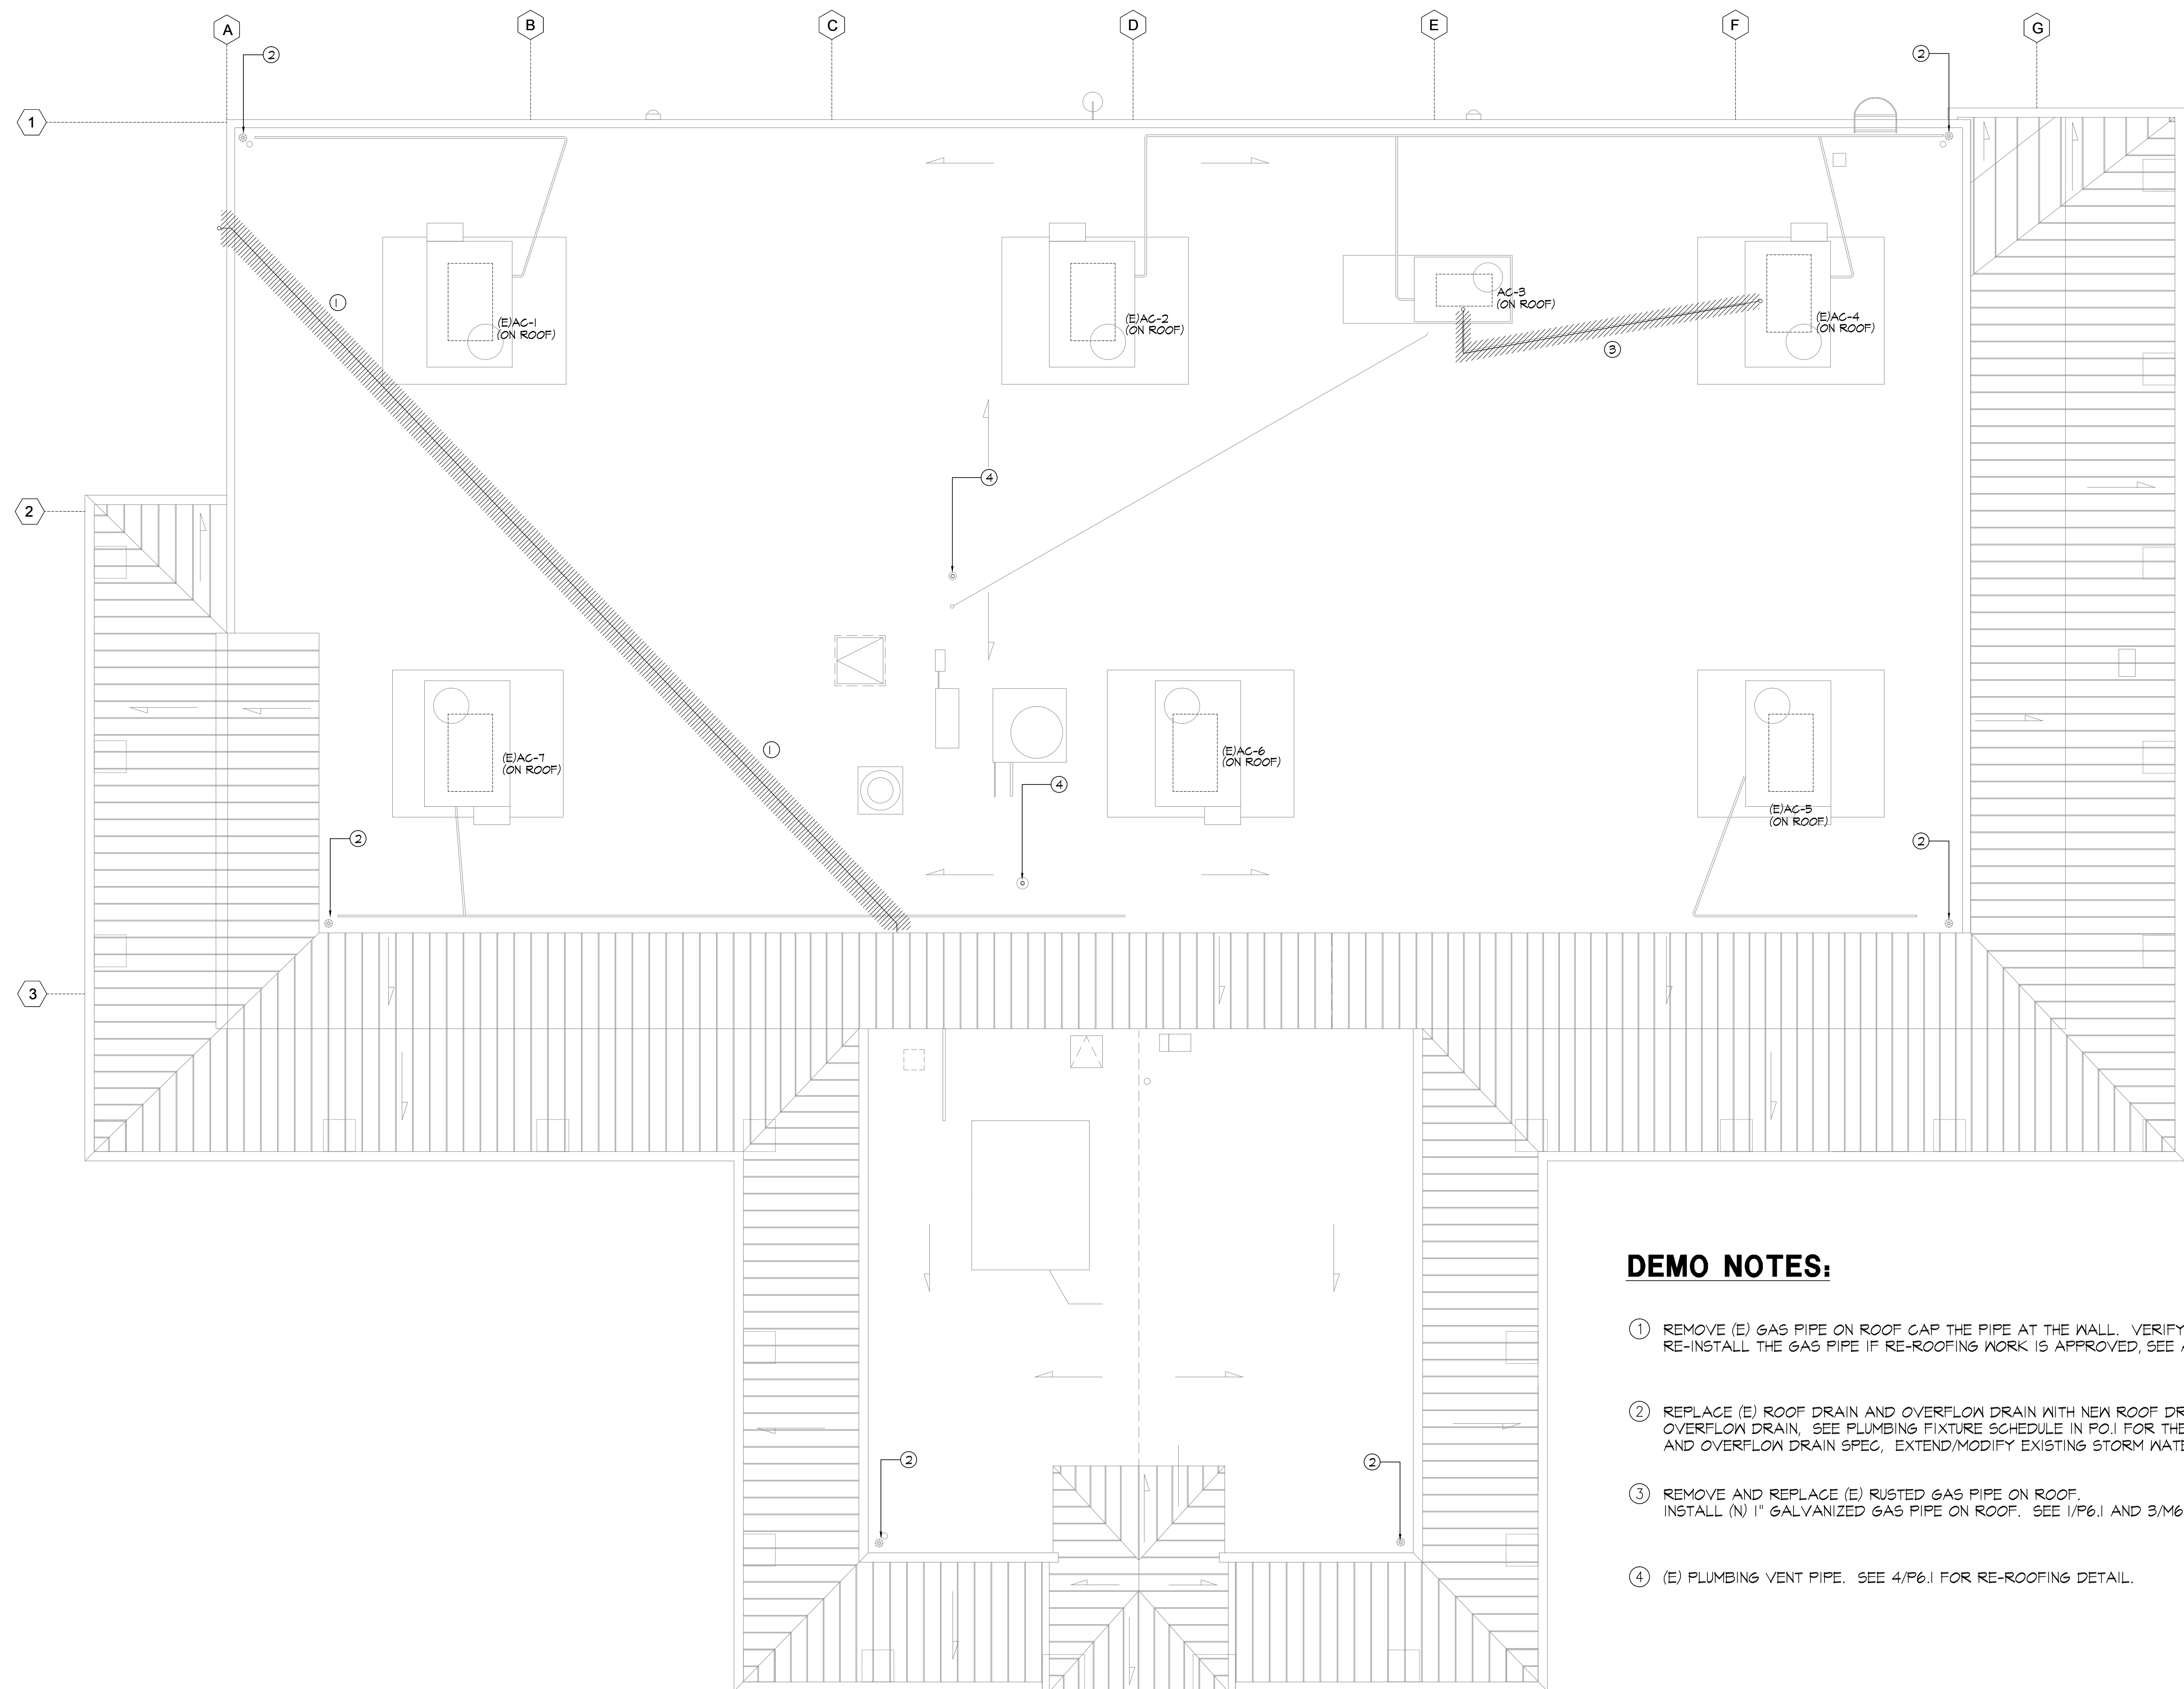 A
B
C
D
E
F
G
2
2
1
AC-3
(ON ROOF)
1
(E)AC-1
(ON ROOF)
(E)AC-2
(ON ROOF)
(E)AC-4
(ON ROOF)
3
4
2
1
(E)AC-7
(ON ROOF)
(E)AC-6
(ON ROOF)
4
(E)AC-5
(ON ROOF)
2
2
3
2
2
DEMO NOTES:
1 REMOVE (E) GAS PIPE ON ROOF CAP THE PIPE AT THE WALL. VERIFY
RE-INSTALL THE GAS PIPE IF RE-ROOFING WORK IS APPROVED, SEE
2 REPLACE (E) ROOF DRAIN AND OVERFLOW DRAIN WITH NEW ROOF DR
OVERFLOW DRAIN, SEE PLUMBING FIXTURE SCHEDULE IN P0.1 FOR THE
AND OVERFLOW DRAIN SPEC, EXTEND/MODIFY EXISTING STORM WATE
3 REMOVE AND REPLACE (E) RUSTED GAS PIPE ON ROOF.
INSTALL (N) 1" GALVANIZED GAS PIPE ON ROOF. SEE 1/P6.1 AND 3/M6
4 (E) PLUMBING VENT PIPE. SEE 4/P6.1 FOR RE-ROOFING DETAIL.